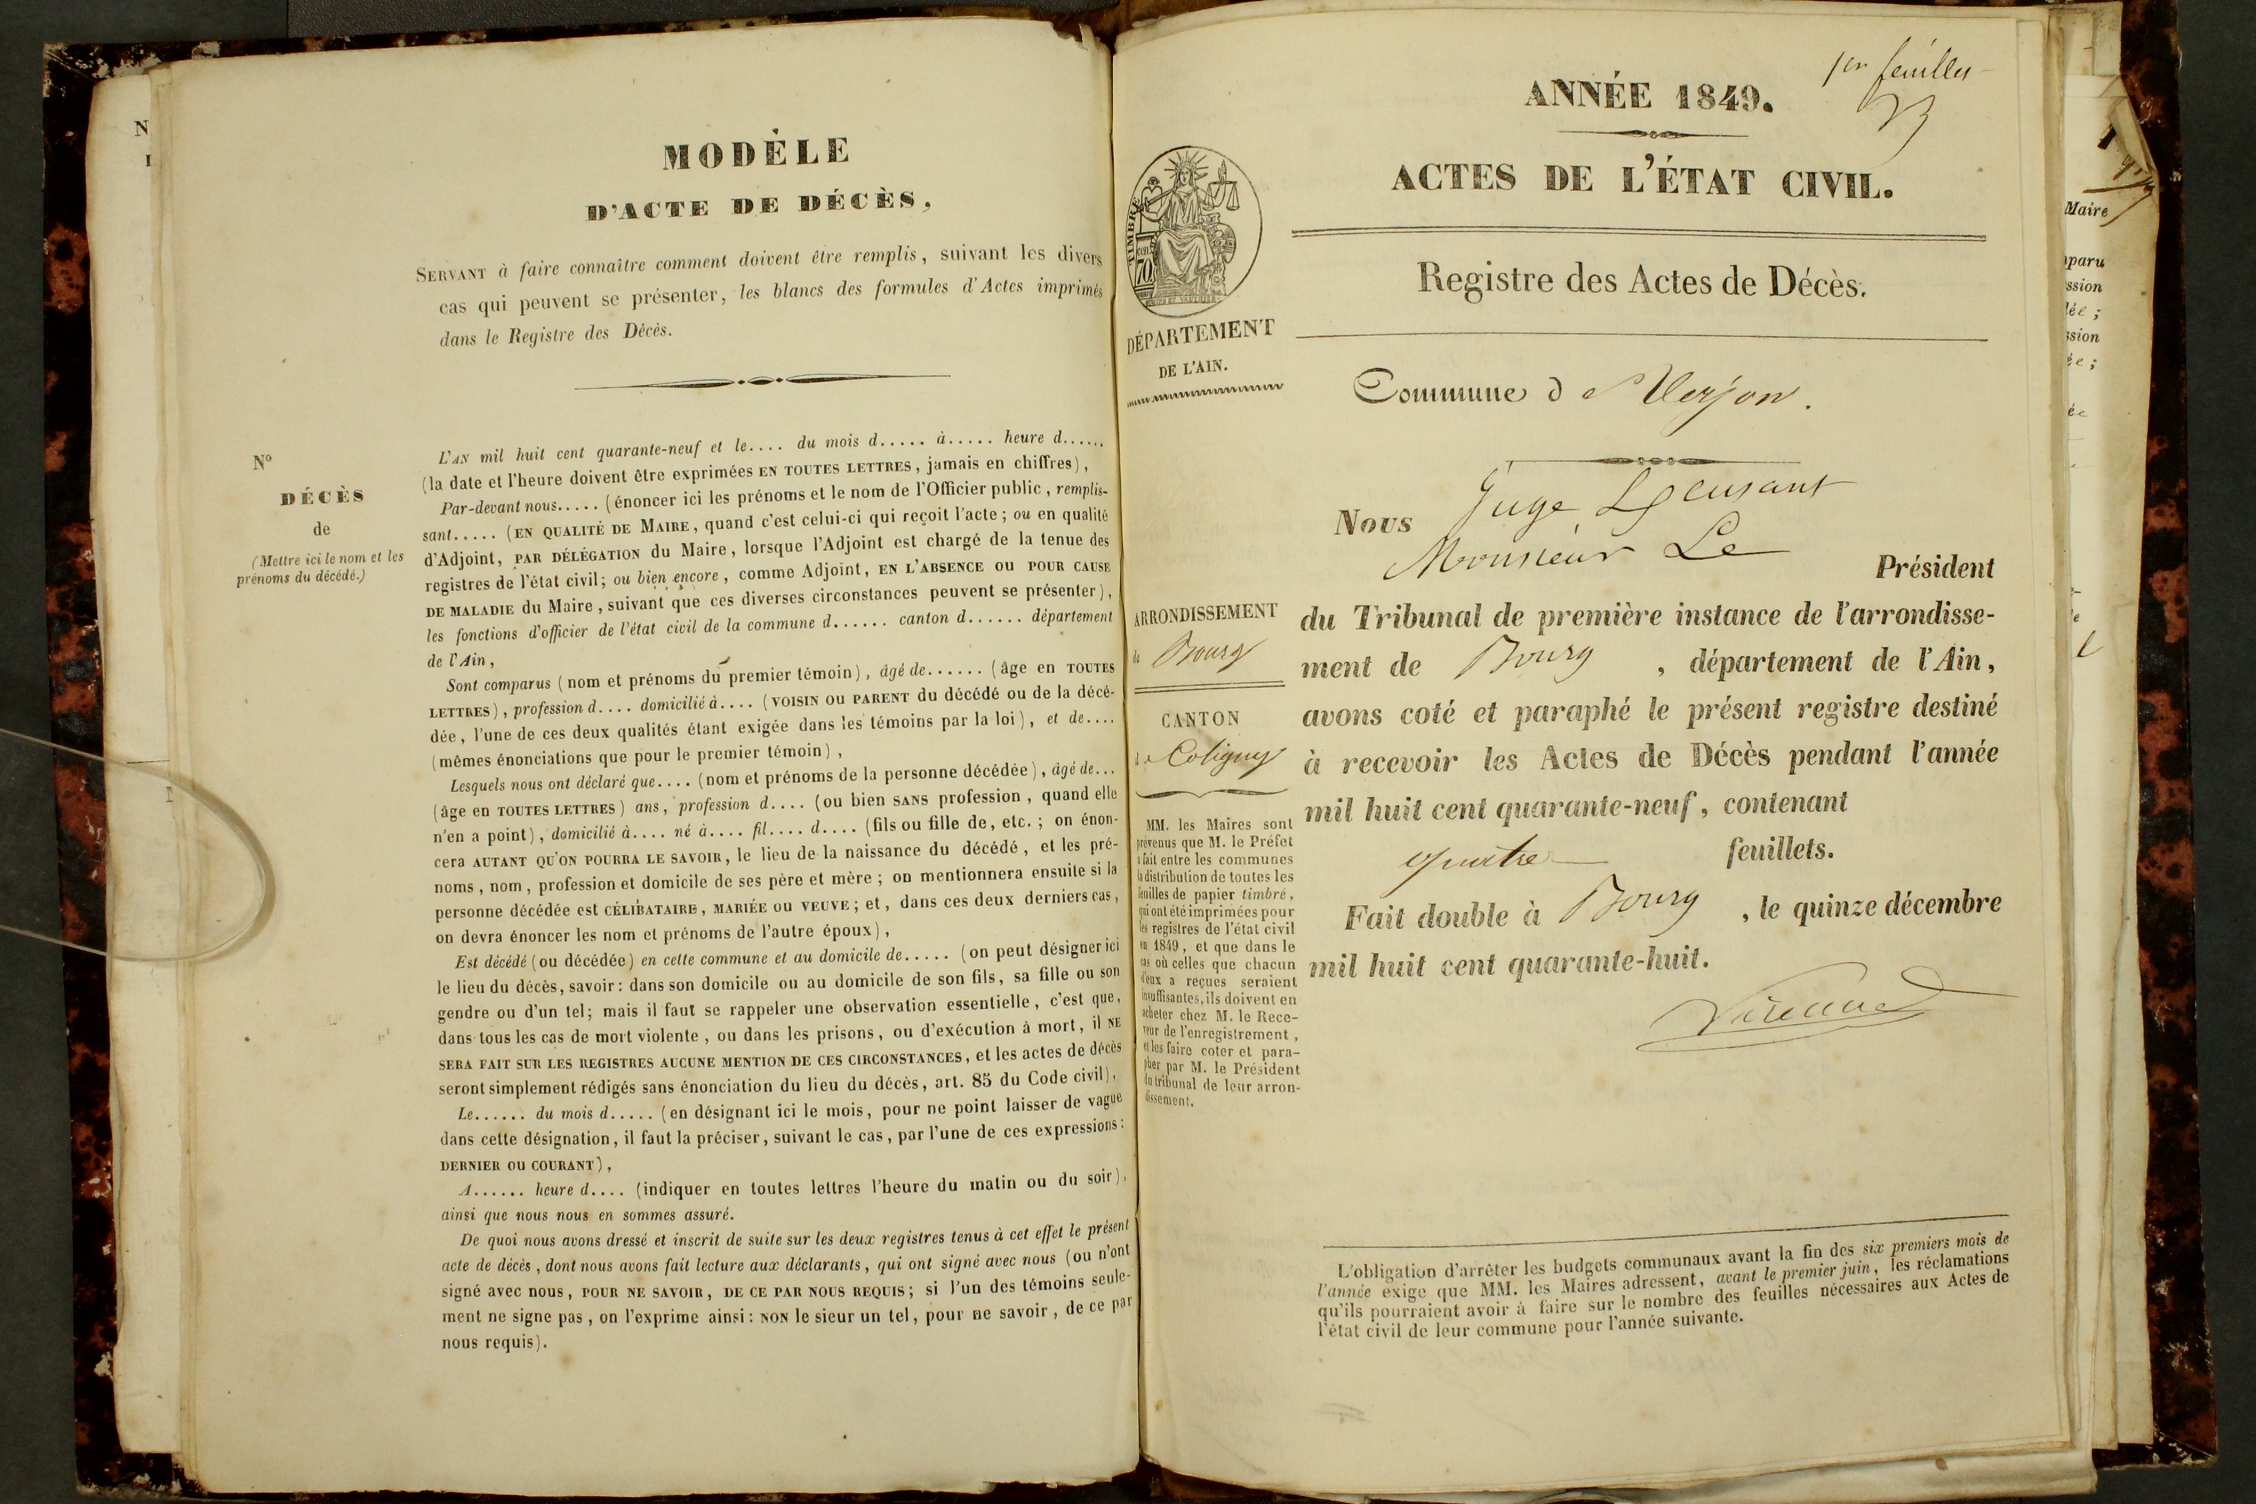 MODÈLE
D'ACTE DE DÉCÈS,
SERVANT à faire connaître comment doivent être remplis, suivant les divers
cas qui peuvent se présenter, les blancs des formules d'Actes imprimés
dans le Registre des Décès.
N°
DÉCÈS
de
(Mettre ici le nom et les
prénoms du décédé.)
L'AN mil huit cent quarante-neuf et le.... du mois d..... à..... heure d......
(la date et l'heure doivent être exprimées EN TOUTES LETTRES, jamais en chiffres),
Par-devant nous..... (énoncer ici les prénoms et le nom de l'Officier public, remplis-
sant..... (EN QUALITÉ DE MAIRE, quand c'est celui-ci qui reçoit l'acte; ou en qualité
d'Adjoint, PAR DÉLÉGATION du Maire, lorsque l'Adjoint est chargé de la tenue des
registres de l'état civil; ou bien encore, comme Adjoint, EN L'ABSENCE OU POUR CAUSE
DE MALADIE du Maire, suivant que ces diverses circonstances peuvent se présenter),
les fonctions d'officier de l'état civil de la commune d...... canton d...... département
de l'Ain,
Sont comparus (nom et prénoms du premier témoin), âgé de...... (âge en TOUTES
LETTRES), profession d.... domicilié à.... (VOISIN OU PARENT du décédé ou de la décé-
dée, l'une de ces deux qualités étant exigée dans les témoins par la loi), et de....
(mêmes énonciations que pour le premier témoin),
Lesquels nous ont déclaré que.... (nom et prénoms de la personne décédée), âgé de...
(âge en TOUTES LETTRES) ans, profession d.... (ou bien SANS profession, quand elle
n'en a point), domicilié à.... né à.... fil.... d.... (fils ou fille de, etc.; on énon-
cera AUTANT QU'ON POURRA LE SAVOIR, le lieu de la naissance du décédé, et les pré-
noms, nom, profession et domicile de ses père et mère; on mentionnera ensuite si la
personne décédée est CÉLIBATAIRE, MARIÉE OU VEUVE; et, dans ces deux derniers cas,
on devra énoncer les nom et prénoms de l'autre époux),
Est décédé (ou décédée) en cette commune et au domicile de..... (on peut désigner ici
le lieu du décès, savoir: dans son domicile ou au domicile de son fils, sa fille ou son
gendre ou d'un tel; mais il faut se rappeler une observation essentielle, c'est que,
dans tous les cas de mort violente, ou dans les prisons, ou d'exécution à mort, il NE
SERA FAIT SUR LES REGISTRES AUCUNE MENTION DE CES CIRCONSTANCES, et les actes de décès
seront simplement rédigés sans énonciation du lieu du décès, art. 85 du Code civil),
Le...... du mois d..... (en désignant ici le mois, pour ne point laisser de vague
dans cette désignation, il faut la préciser, suivant le cas, par l'une de ces expressions:
DERNIER OU COURANT),
A...... heure d.... (indiquer en toutes lettres l'heure du matin ou du soir),
ainsi que nous nous en sommes assuré.
De quoi nous avons dressé et inscrit de suite sur les deux registres tenus à cet effet le présent
acte de décès, dont nous avons fait lecture aux déclarants, qui ont signé avec nous (ou n'ont
signé avec nous, POUR NE SAVOIR, DE CE PAR NOUS REQUIS; si l'un des témoins seule-
ment ne signe pas, on l'exprime ainsi: NON le sieur un tel, pour ne savoir, de ce par
nous requis).
1er feuillet
ANNÉE 1849.
ACTES DE L'ÉTAT CIVIL.
Registre des Actes de Décès.
TIMBRE
70
DÉPARTEMENT
DE L'AIN.
ARRONDISSEMENT
de Bourg
CANTON
de Coligny
MM. les Maires sont
prévenus que M. le Préfet
a fait entre les communes
la distribution de toutes les
feuilles de papier timbré,
qui ont été imprimées pour
les registres de l'état civil
en 1849, et que dans le
cas où celles que chacun
d'eux a reçues seraient
insuffisantes, ils doivent en
acheter chez M. le Rece-
veur de l'enregistrement,
et les faire coter et para-
pher par M. le Président
du tribunal de leur arron-
dissement.
Commune de Verjon.
Nous Juge
Monsieur Le Président
du Tribunal de première instance de l'arrondisse-
ment de Bourg, département de l'Ain,
avons coté et paraphé le présent registre destiné
à recevoir les Actes de Décès pendant l'année
mil huit cent quarante-neuf, contenant
quatre feuillets.
Fait double à Bourg, le quinze décembre
mil huit cent quarante-huit.
L'obligation d'arrêter les budgets communaux avant la fin des six premiers mois de
l'année exige que MM. les Maires adressent, avant le premier juin, les réclamations
qu'ils pourraient avoir à faire sur le nombre des feuilles nécessaires aux Actes de
l'état civil de leur commune pour l'année suivante.
Maire